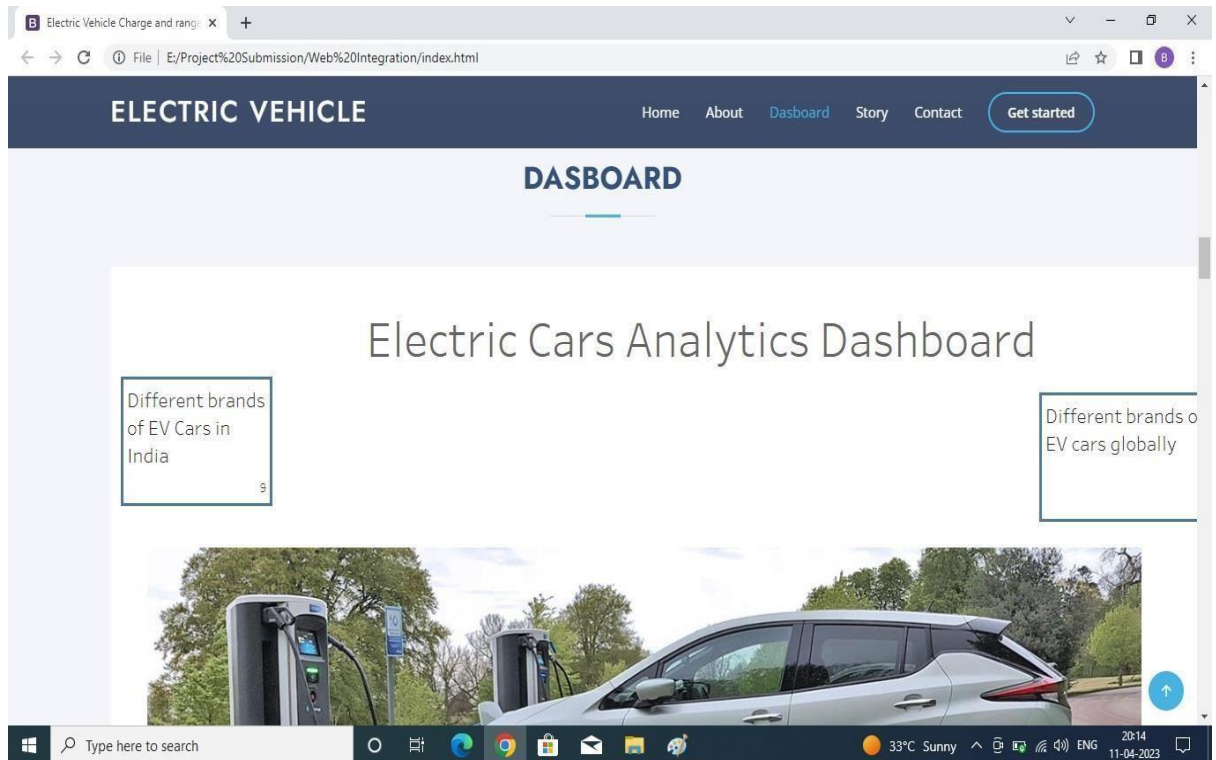 B Electric Vehicle Charge and rang
File E:/Project%20Submission/Web%20Integration/index.html
B
ELECTRIC VEHICLE
Home About Dasboard Story Contact Get started
DASBOARD
Electric Cars Analytics Dashboard
Different brands
of EV Cars in
India
9
Different brands o
EV cars globally
Type here to search
33°C Sunny ENG 20:14
11-04-2023